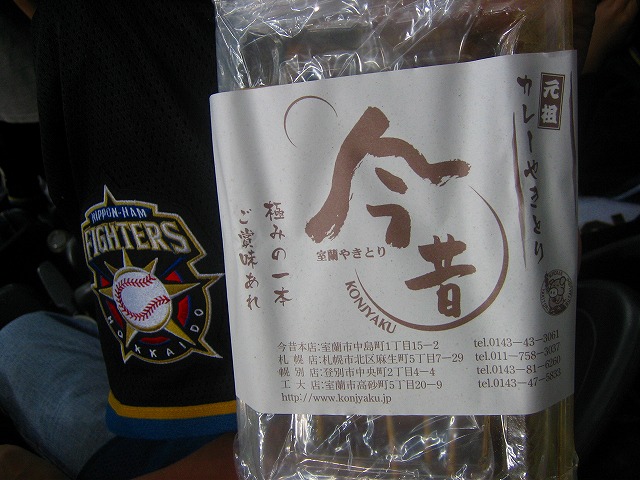 NIPPON-HAM
FIGHTERS
HOKKAIDO
元祖
カレーやきとり
今昔
室蘭やきとり
KONJYAKU
極みの一本
ご賞味あれ
今昔本店:室蘭市中島町1丁目15－2 tel.0143-43-3061
札幌店:札幌市北区麻生町5丁目7－29 tel.011-758-3037
幌別店:登別市中央町2丁目4－4 tel.0143-81-6260
工大店:室蘭市高砂町5丁目20－9 tel.0143-47-5833
http://www.konjyaku.jp